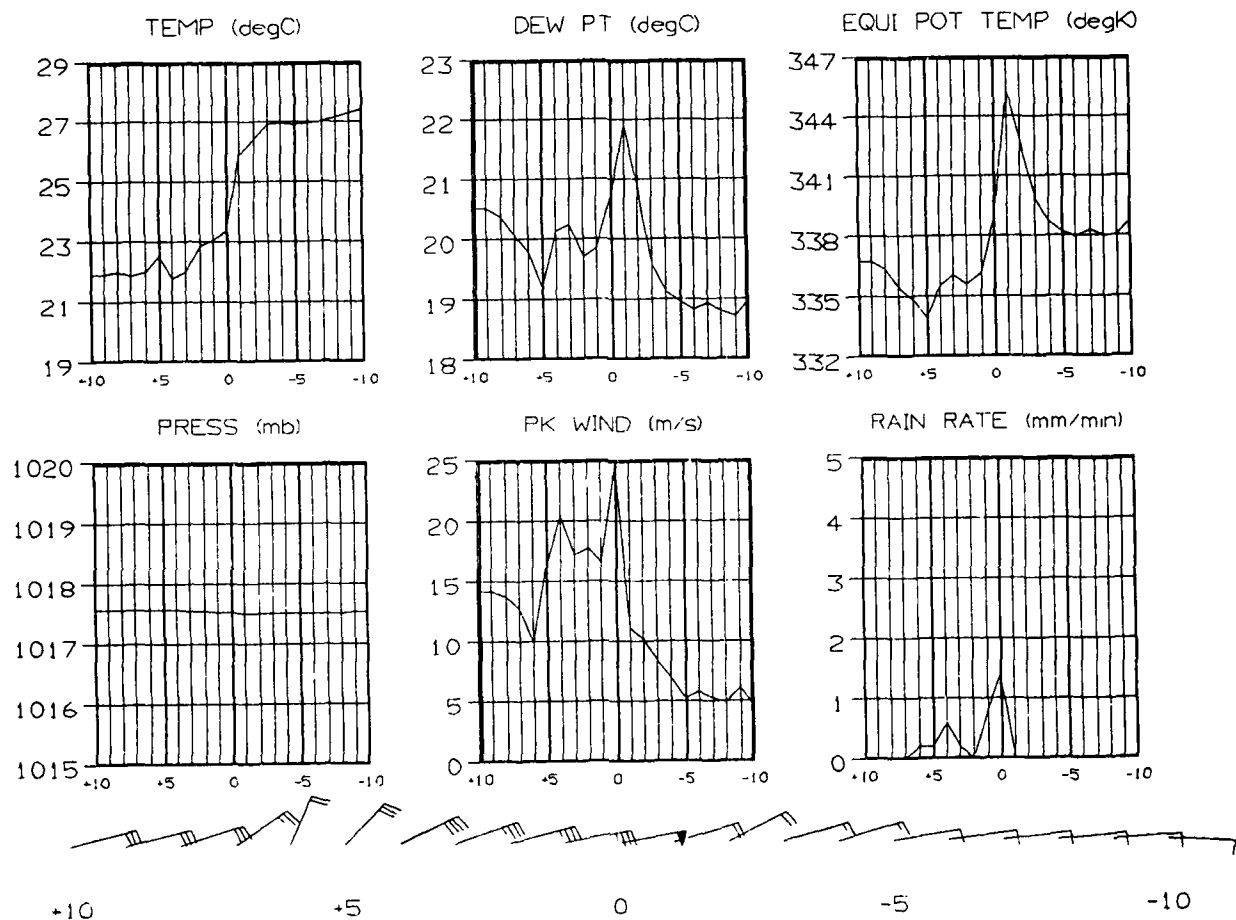 TEMP (degC)
DEW PT (degC)
EQUI POT TEMP (degK)
29
27
25
23
21
19
+10 +5 0 -5 -10
23
22
21
20
19
18
+10 +5 0 -5 -10
347
344
341
338
335
332
+10 +5 0 -5 -10
PRESS (mb)
PK WIND (m/s)
RAIN RATE (mm/min)
1020
1019
1018
1017
1016
1015
+10 +5 0 -5 -10
25
20
15
10
5
0
+10 +5 0 -5 -10
5
4
3
2
1
0
+10 +5 0 -5 -10
+10 +5 0 -5 -10